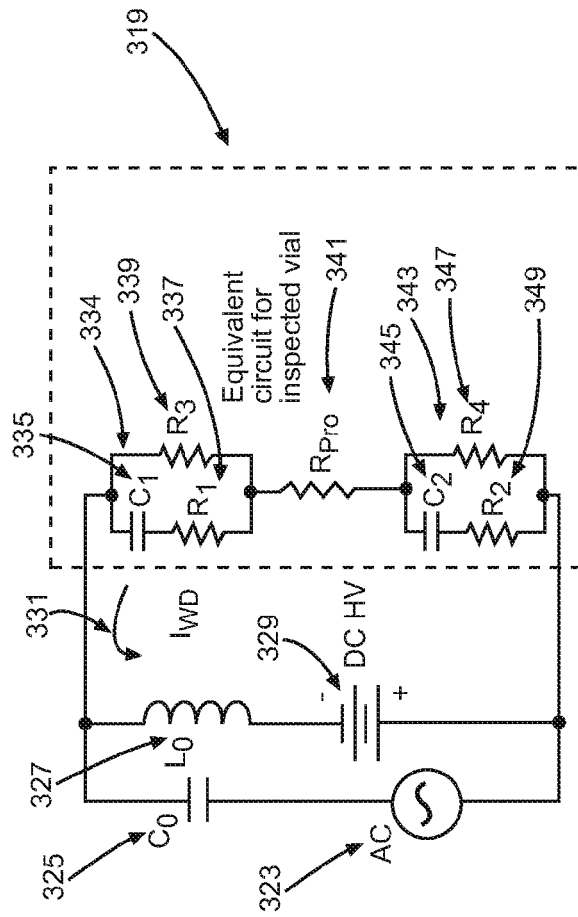 325
335
331
327
334
339
319
C1
C0
L0
337
R3
IWD
R1
Equivalent
circuit for
inspected vial
323
329
-
RPro
341
DC HV
AC
345
+
343
C2
347
R4
R2
349